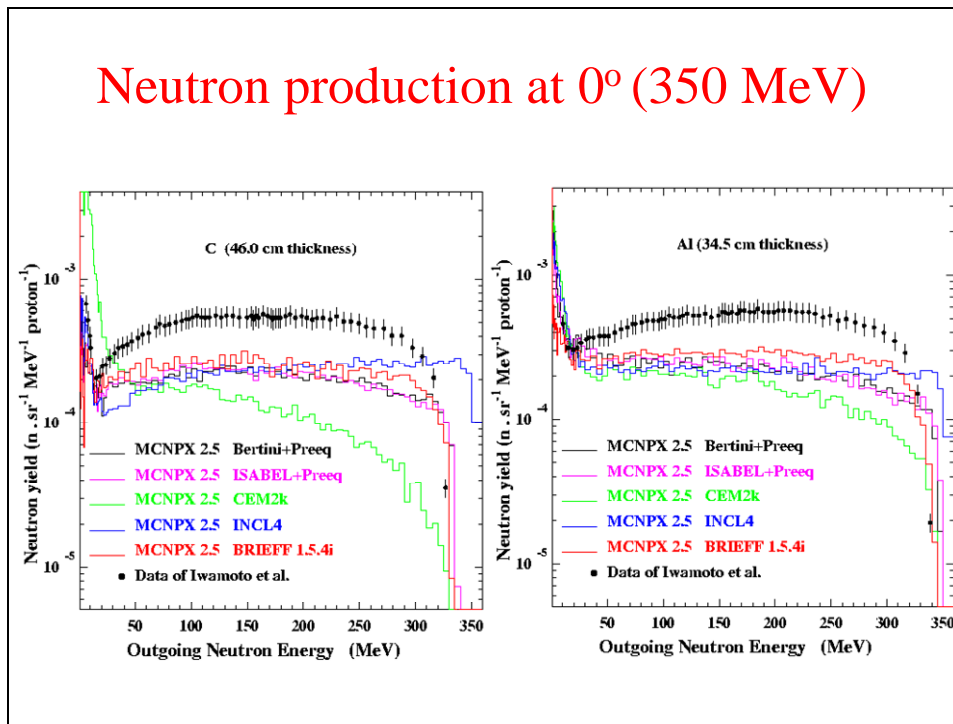 Neutron production at 0º (350 MeV)
C (46.0 cm thickness)
Neutron yield (n . sr⁻¹ MeV⁻¹ proton⁻¹)
10⁻³
10⁻⁴
10⁻⁵
MCNPX 2.5 Bertini+Preeq
MCNPX 2.5 ISABEL+Preeq
MCNPX 2.5 CEM2k
MCNPX 2.5 INCL4
MCNPX 2.5 BRIEFF 1.5.4i
Data of Iwamoto et al.
50 100 150 200 250 300 350
Outgoing Neutron Energy (MeV)
Al (34.5 cm thickness)
Neutron yield (n . sr⁻¹ MeV⁻¹ proton⁻¹)
10⁻³
10⁻⁴
10⁻⁵
MCNPX 2.5 Bertini+Preeq
MCNPX 2.5 ISABEL+Preeq
MCNPX 2.5 CEM2k
MCNPX 2.5 INCL4
MCNPX 2.5 BRIEFF 1.5.4i
Data of Iwamoto et al.
50 100 150 200 250 300 350
Outgoing Neutron Energy (MeV)